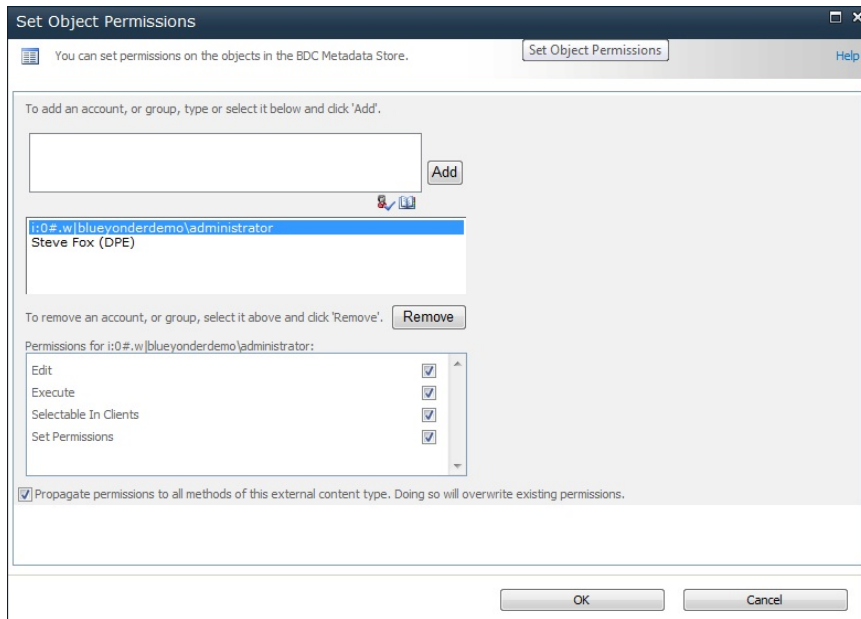 Set Object Permissions
You can set permissions on the objects in the BDC Metadata Store.
Set Object Permissions
Help
To add an account, or group, type or select it below and click 'Add'.
Add
i:0#.w|blueyonderdemo\administrator
Steve Fox (DPE)
To remove an account, or group, select it above and click 'Remove'.
Remove
Permissions for i:0#.w|blueyonderdemo\administrator:
Edit
Execute
Selectable In Clients
Set Permissions
Propagate permissions to all methods of this external content type. Doing so will overwrite existing permissions.
OK
Cancel